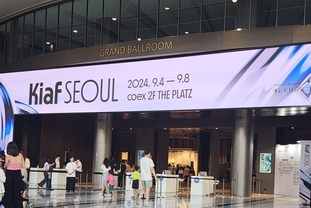 GRAND BALLROOM
Kiaf SEOUL
2024. 9.4 — 9.8
coex 2F THE PLATZ